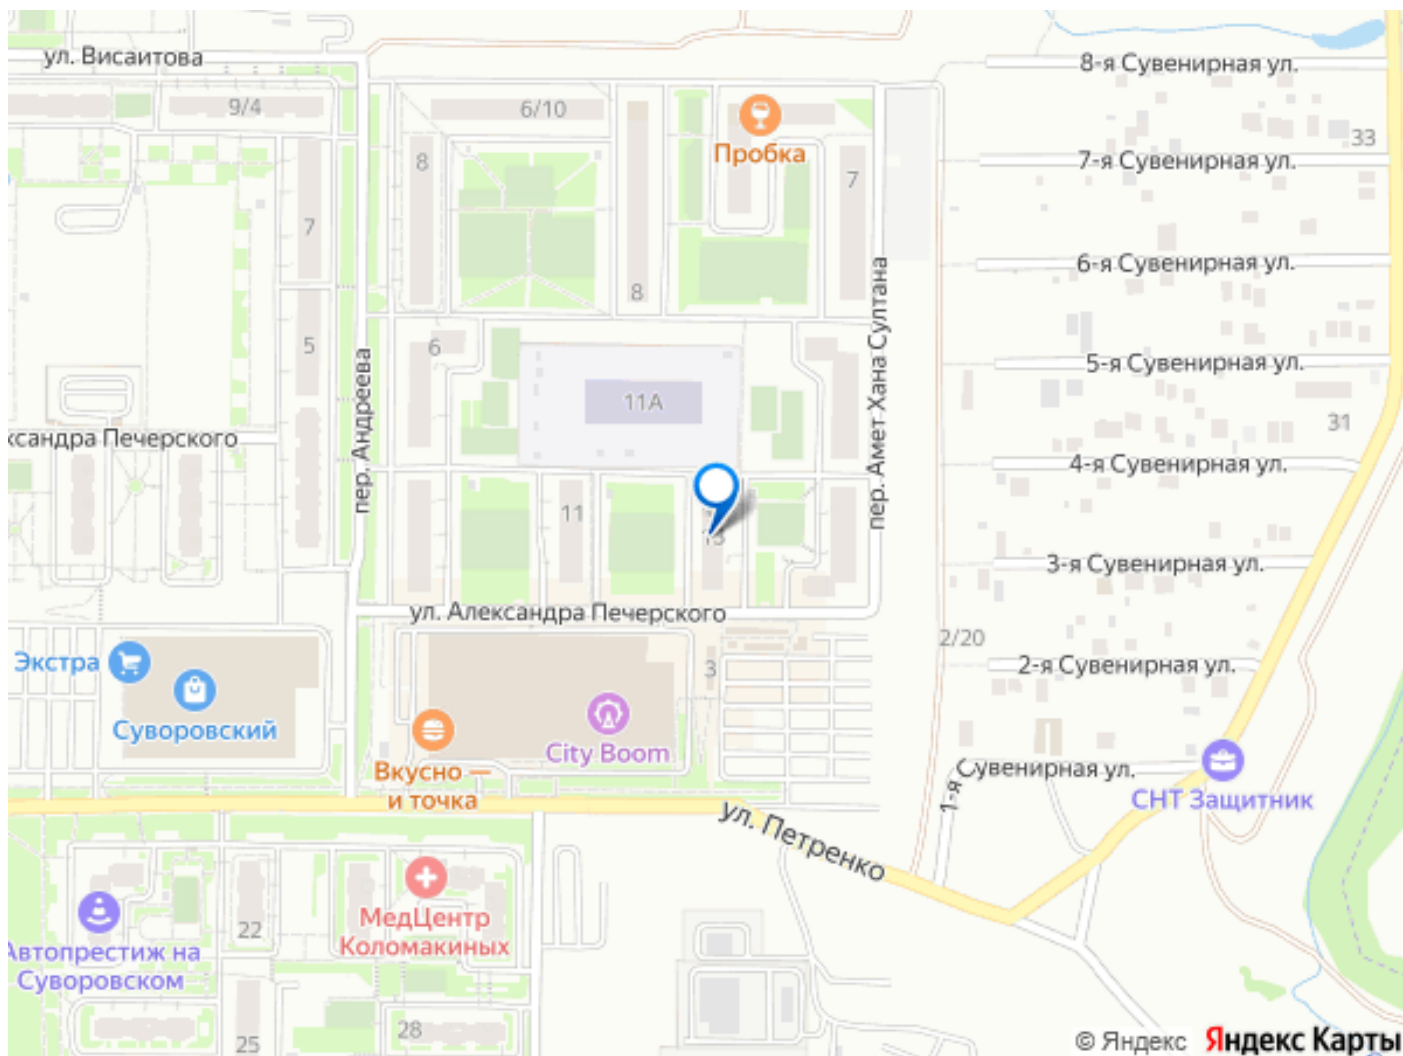 ул. Висаитова
8-я Сувенирная ул.
9/4
6/10
33
Пробка
7-я Сувенирная ул.
8
7
7
6-я Сувенирная ул.
8
пер. Амет Хана Султана
5
6
пер. Андреева
5-я Сувенирная ул.
11А
31
ксандра Печерского
4-я Сувенирная ул.
11
13
3-я Сувенирная ул.
ул. Александра Печерского
2/20
Экстра
3
2-я Сувенирная ул.
Суворовский
City Boom
Вкусно —
и точка
1-я Сувенирная ул.
СНТ Защитник
ул. Петренко
МедЦентр
Коломакиных
22
Автопрестиж на
Суворовском
28
25
© Яндекс Яндекс Карты